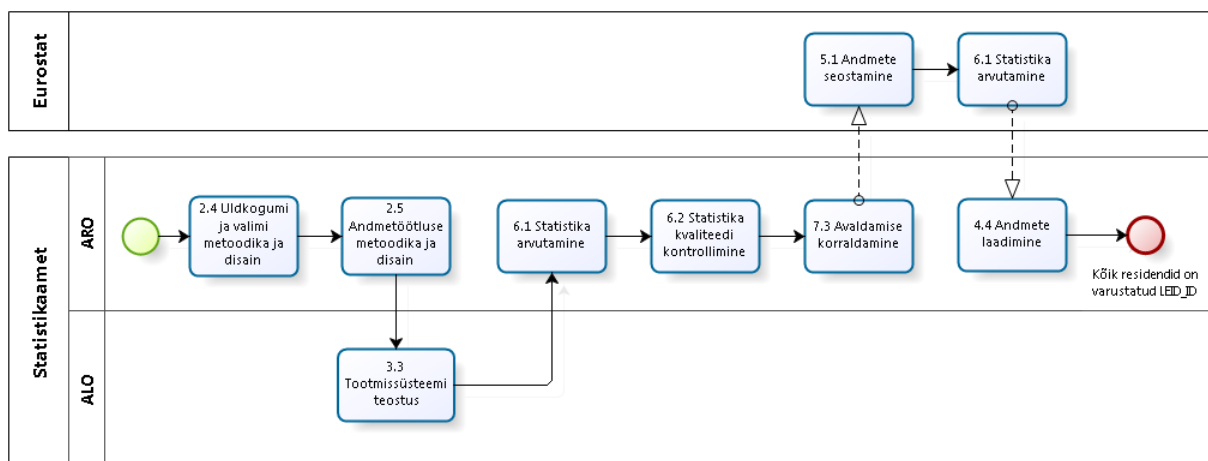 Eurostat
5.1 Andmete
seostamine
6.1 Statistika
arvutamine
Statistikaamet
ARO
2.4 Uldkogumi
ja valimi
metoodika ja
disain
2.5
Andmetöötluse
metoodika ja
disain
6.1 Statistika
arvutamine
6.2 Statistika
kvaliteedi
kontrollimine
7.3 Avaldamise
korraldamine
4.4 Andmete
laadimine
Kõik residendid on
varustatud LEID_ID
ALO
3.3
Tootmissüsteemi
teostus